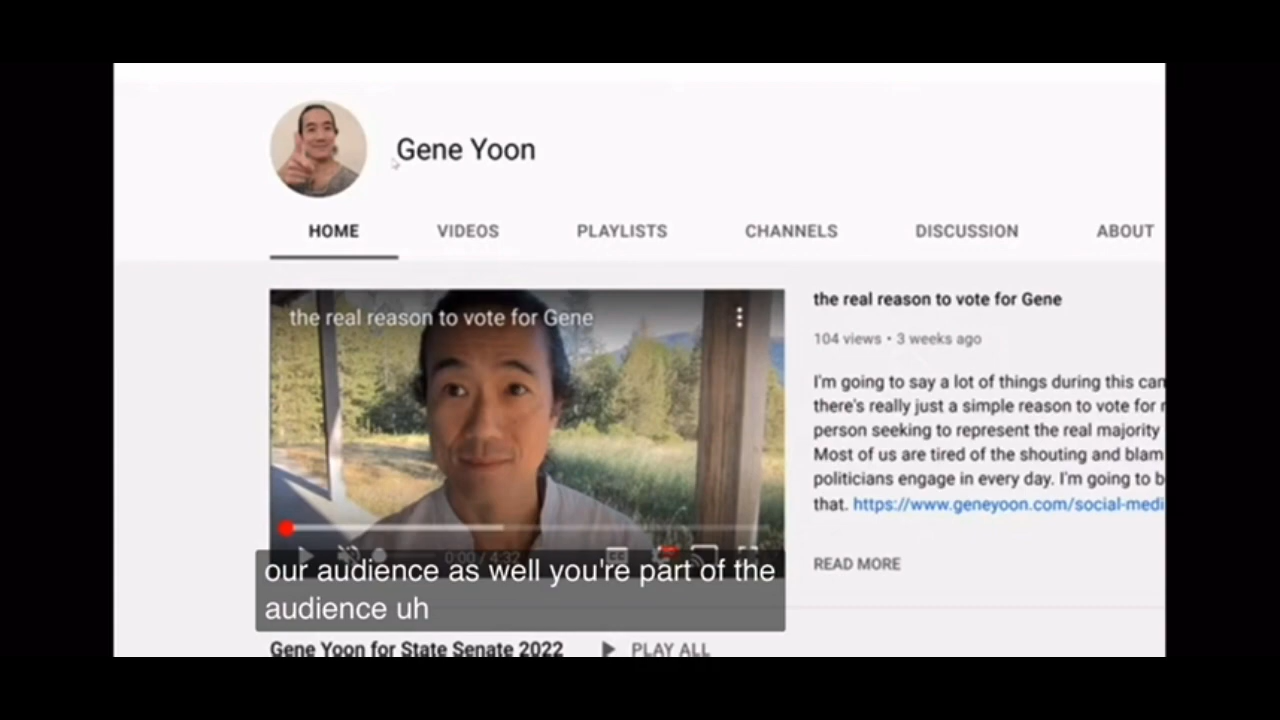 Gene Yoon
HOME VIDEOS PLAYLISTS CHANNELS DISCUSSION ABOUT
the real reason to vote for Gene
the real reason to vote for Gene
104 views • 3 weeks ago
I'm going to say a lot of things during this
there's really just a simple reason to vote for
person seeking to represent the real majority
Most of us are tired of the shouting and
politicians engage in every day. I'm going to
that. https://www.geneyoon.com/social-medi
READ MORE
0:00 / 4:32
our audience as well you're part of the
audience uh
Gene Yoon for State Senate 2022 PLAY ALL